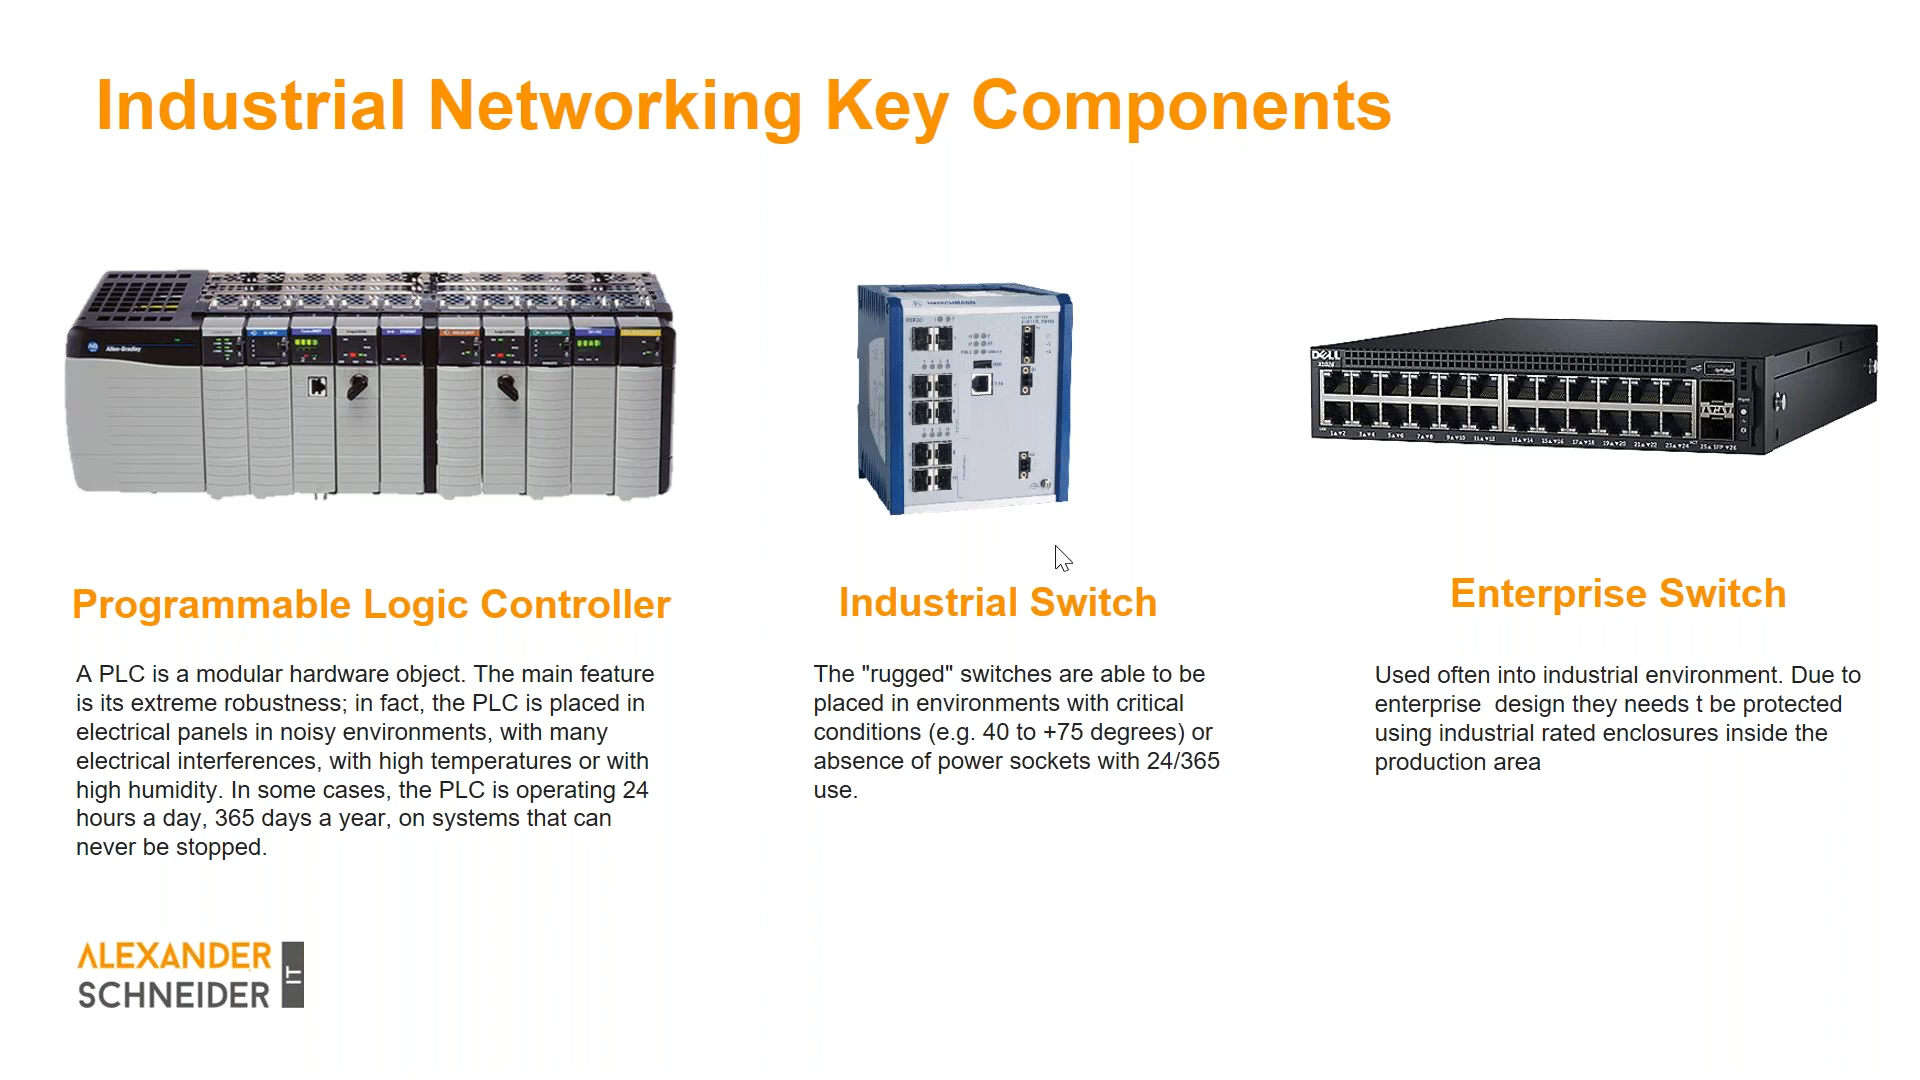 Industrial Networking Key Components
Allen-Bradley
HIRSCHMANN
DELL
Programmable Logic Controller
A PLC is a modular hardware object. The main feature
is its extreme robustness; in fact, the PLC is placed in
electrical panels in noisy environments, with many
electrical interferences, with high temperatures or with
high humidity. In some cases, the PLC is operating 24
hours a day, 365 days a year, on systems that can
never be stopped.
Industrial Switch
The "rugged" switches are able to be
placed in environments with critical
conditions (e.g. 40 to +75 degrees) or
absence of power sockets with 24/365
use.
Enterprise Switch
Used often into industrial environment. Due to
enterprise  design they needs t be protected
using industrial rated enclosures inside the
production area
ALEXANDER
SCHNEIDER
IT